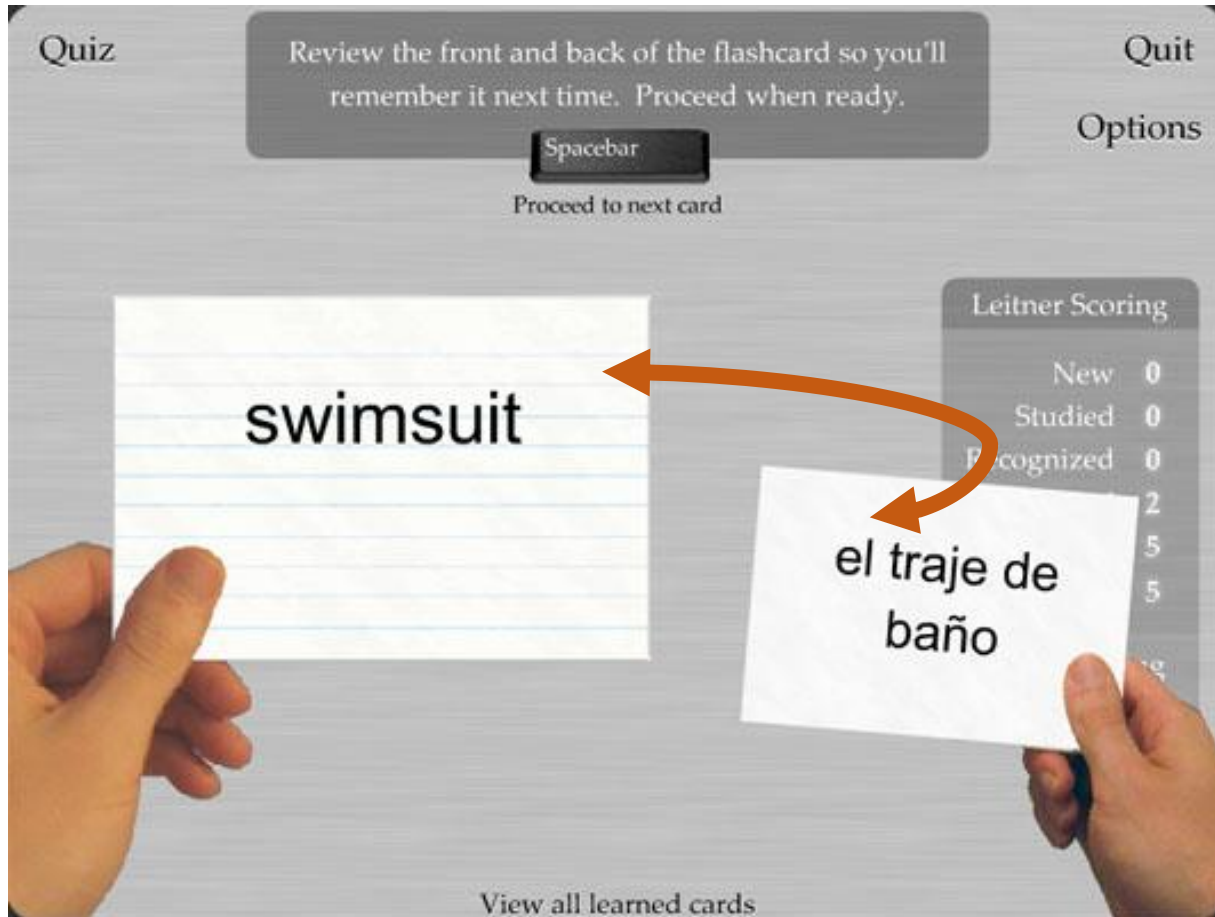 Quiz
Review the front and back of the flashcard so you'll
remember it next time. Proceed when ready.
Quit
Options
Spacebar
Proceed to next card
swimsuit
Leitner Scoring
New 0
Studied 0
Recognized 0
2
5
5
el traje de
baño
View all learned cards